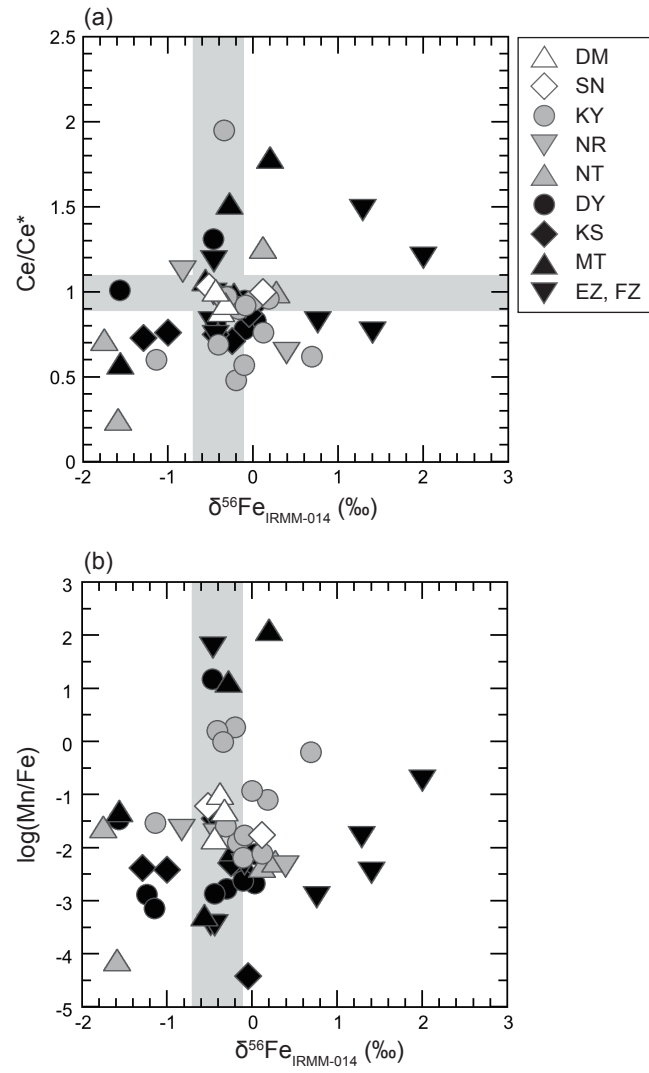 (a)
2.5
2
1.5
1
0.5
0
Ce/Ce*
-2 -1 0 1 2 3
δ⁵⁶Fe_IRMM-014 (‰)
DM
SN
KY
NR
NT
DY
KS
MT
EZ, FZ
(b)
3
2
1
0
-1
-2
-3
-4
-5
log(Mn/Fe)
-2 -1 0 1 2 3
δ⁵⁶Fe_IRMM-014 (‰)